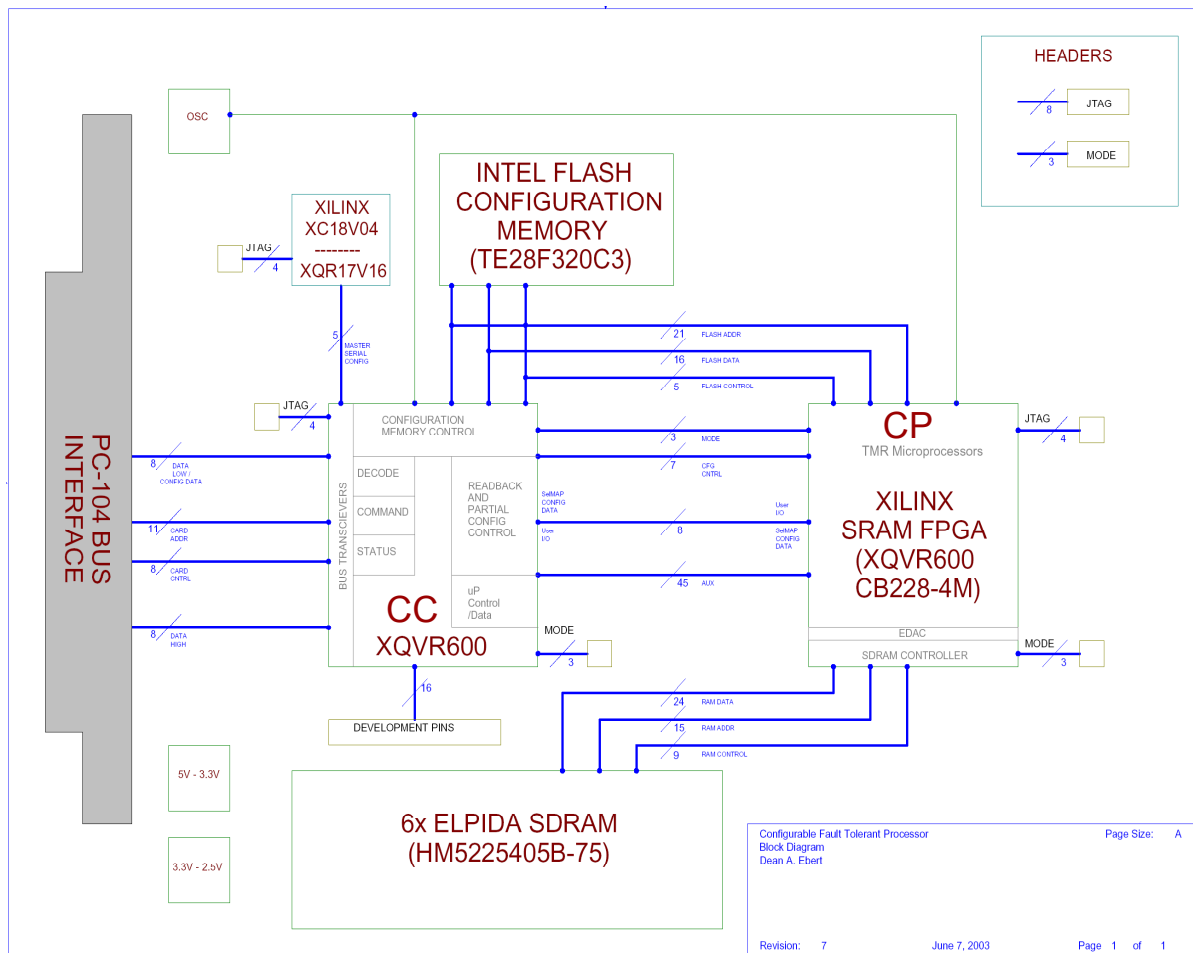 HEADERS
8
JTAG
3
MODE
OSC
INTEL FLASH
CONFIGURATION
MEMORY
(TE28F320C3)
XILINX
XC18V04
--------
XQR17V16
JTAG
4
5
MASTER
SERIAL
CONFIG
21
FLASH ADDR
16
FLASH DATA
5
FLASH CONTROL
JTAG
4
PC-104 BUS
INTERFACE
8
DATA
LOW /
CONFIG DATA
11
CARD
ADDR
8
CARD
CNTRL
8
DATA
HIGH
BUS TRANSCIEVERS
CONFIGURATION
MEMORY CONTROL
DECODE
COMMAND
STATUS
READBACK
AND
PARTIAL
CONFIG
CONTROL
uP
Control
/Data
CC
XQVR600
3
MODE
7
CFG
CNTRL
SelMAP
CONFIG
DATA
User
I/O
8
User
I/O
SelMAP
CONFIG
DATA
45
AUX
MODE
3
16
DEVELOPMENT PINS
CP
TMR Microprocessors
XILINX
SRAM FPGA
(XQVR600
CB228-4M)
EDAC
SDRAM CONTROLLER
JTAG
4
MODE
3
24
RAM DATA
15
RAM ADDR
9
RAM CONTROL
5V - 3.3V
3.3V - 2.5V
6x ELPIDA SDRAM
(HM5225405B-75)
Configurable Fault Tolerant Processor
Page Size: A
Block Diagram
Dean A. Ebert
Revision: 7
June 7, 2003
Page 1 of 1